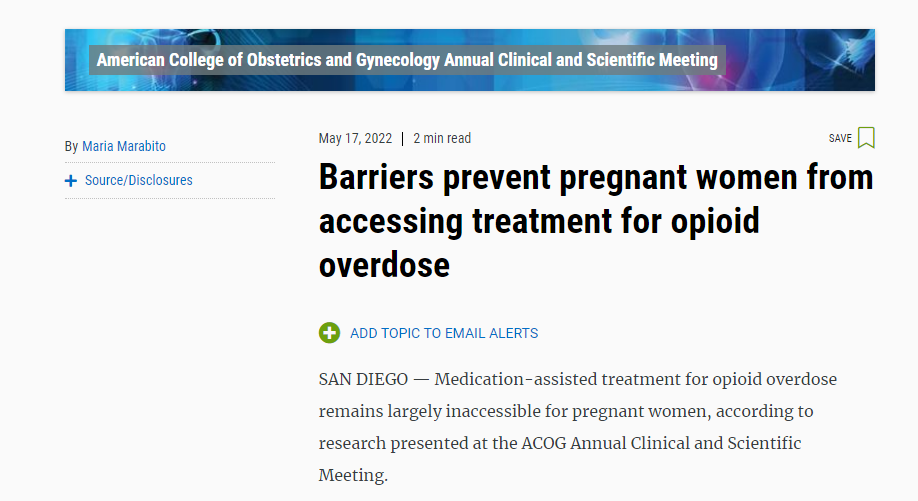 American College of Obstetrics and Gynecology Annual Clinical and Scientific Meeting
By Maria Marabito
+ Source/Disclosures
May 17, 2022 | 2 min read
SAVE
Barriers prevent pregnant women from
accessing treatment for opioid
overdose
ADD TOPIC TO EMAIL ALERTS
SAN DIEGO — Medication-assisted treatment for opioid overdose
remains largely inaccessible for pregnant women, according to
research presented at the ACOG Annual Clinical and Scientific
Meeting.